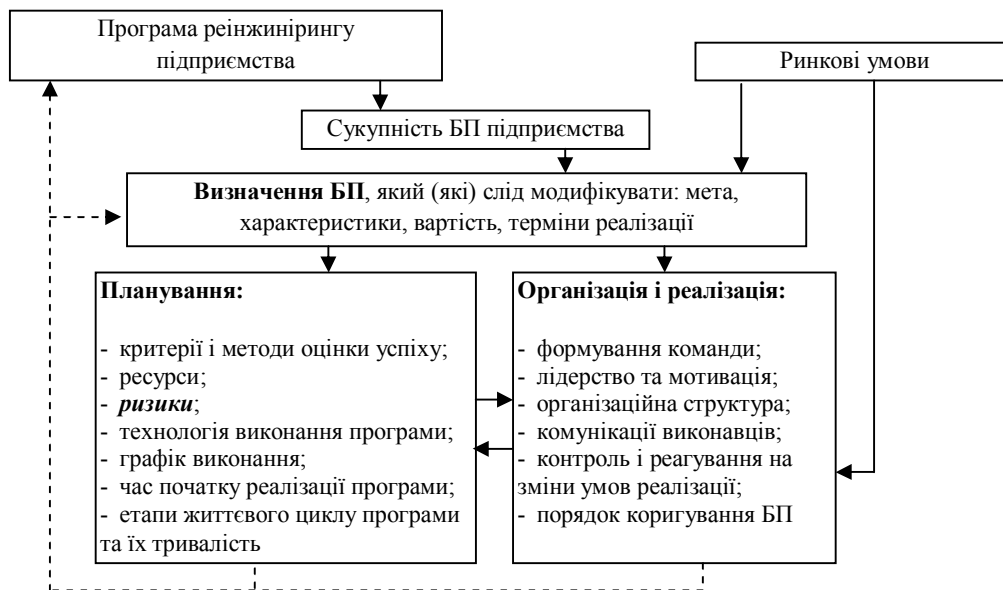 Програма реінжинірингу
підприємства
Ринкові умови
Сукупність БП підприємства
Визначення БП, який (які) слід модифікувати: мета,
характеристики, вартість, терміни реалізації
Планування:
- критерії і методи оцінки успіху;
- ресурси;
- ризики;
- технологія виконання програми;
- графік виконання;
- час початку реалізації програми;
- етапи життєвого циклу програми
та їх тривалість
Організація і реалізація:
- формування команди;
- лідерство та мотивація;
- організаційна структура;
- комунікації виконавців;
- контроль і реагування на
зміни умов реалізації;
- порядок коригування БП